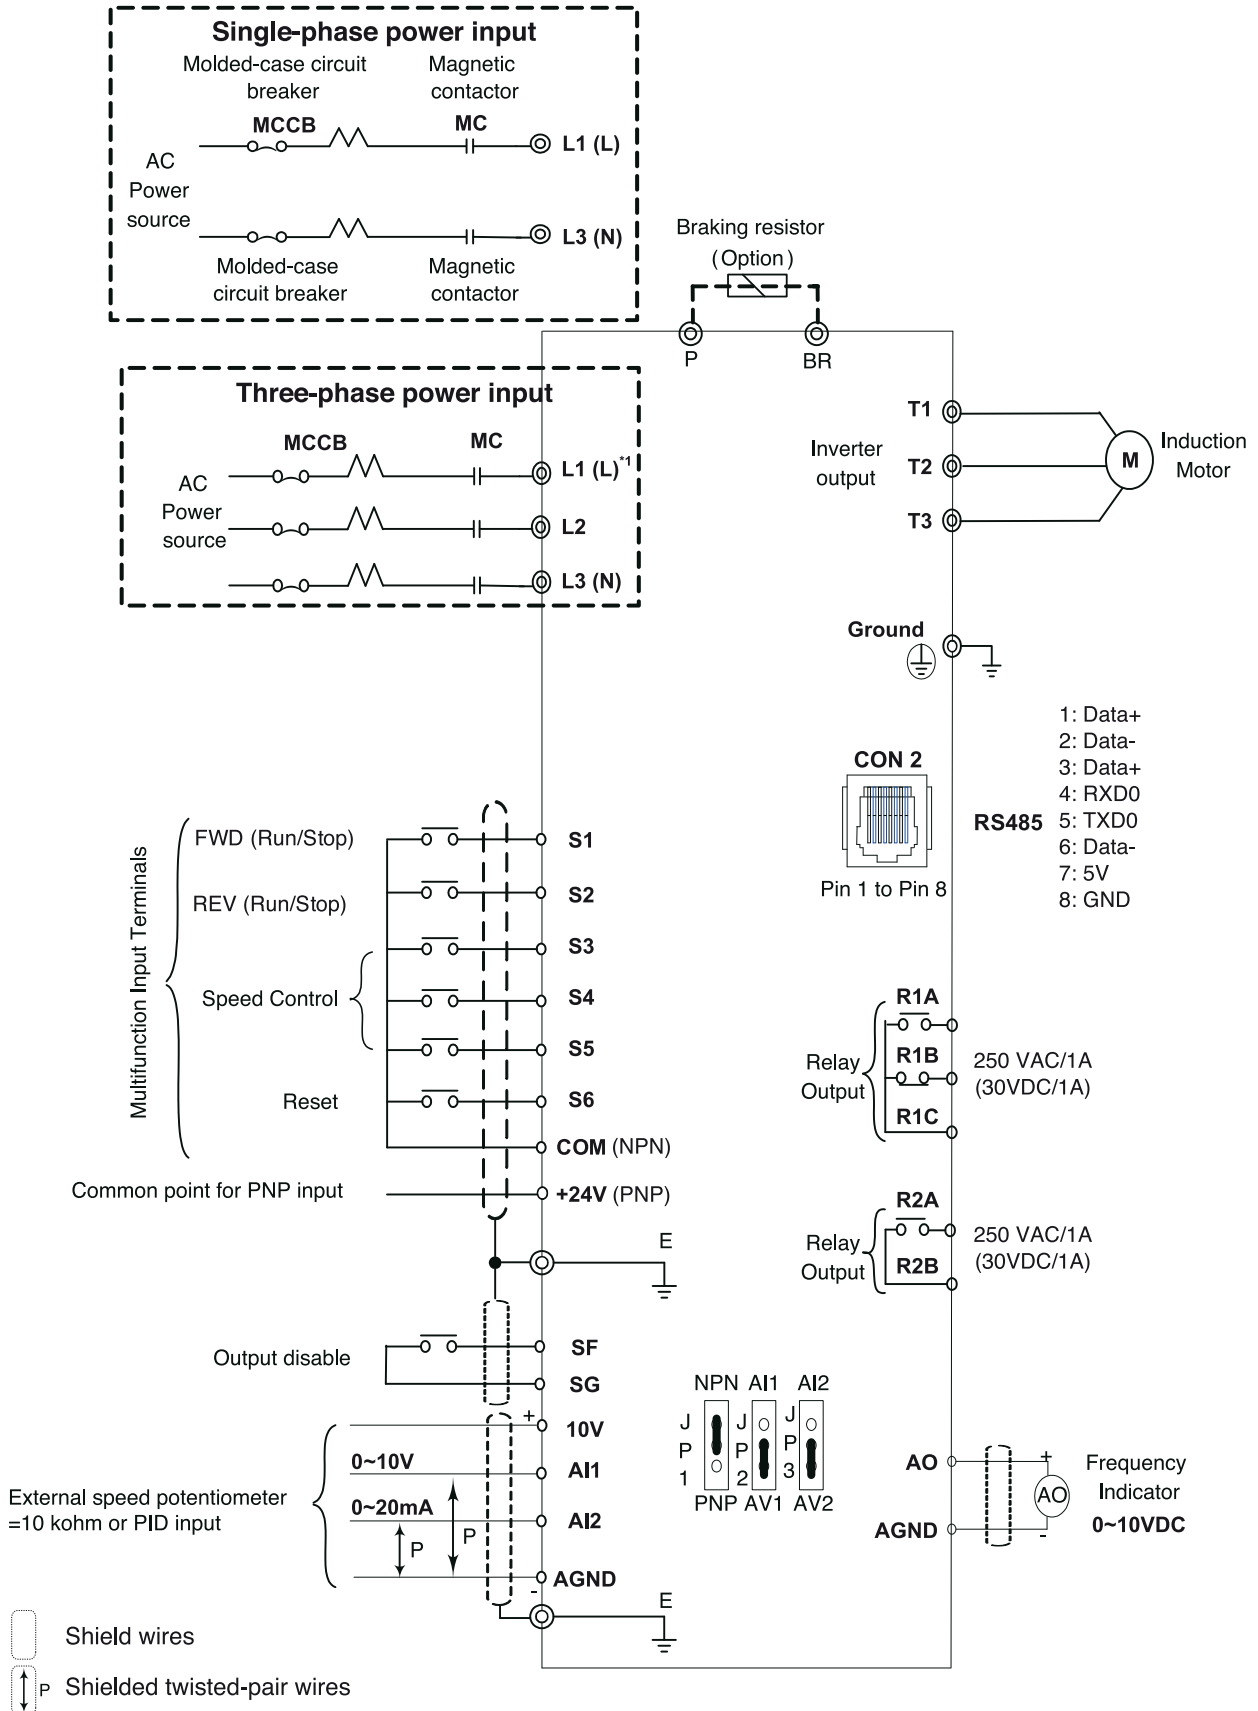 Single-phase power input
Molded-case circuit
breaker
Magnetic
contactor
MCCB
MC
L1 (L)
AC
Power
source
L3 (N)
Molded-case
circuit breaker
Magnetic
contactor
Braking resistor
(Option)
P
BR
Three-phase power input
MCCB
MC
L1 (L)*1
AC
Power
source
L2
L3 (N)
T1
Inverter
output
T2
T3
M
Induction
Motor
Ground
CON 2
Pin 1 to Pin 8
RS485
1: Data+
2: Data-
3: Data+
4: RXD0
5: TXD0
6: Data-
7: 5V
8: GND
Multifunction Input Terminals
FWD (Run/Stop)
S1
REV (Run/Stop)
S2
S3
Speed Control
S4
S5
Reset
S6
COM (NPN)
Common point for PNP input
+24V (PNP)
E
R1A
Relay
Output
R1B
R1C
250 VAC/1A
(30VDC/1A)
R2A
Relay
Output
R2B
250 VAC/1A
(30VDC/1A)
Output disable
SF
SG
NPN AI1 AI2
J P 1
J P 2
J P 3
PNP AV1 AV2
+
10V
0~10V
AI1
External speed potentiometer
=10 kohm or PID input
0~20mA
AI2
P
P
AGND
-
E
AO
AGND
+
AO
-
Frequency
Indicator
0~10VDC
Shield wires
P Shielded twisted-pair wires